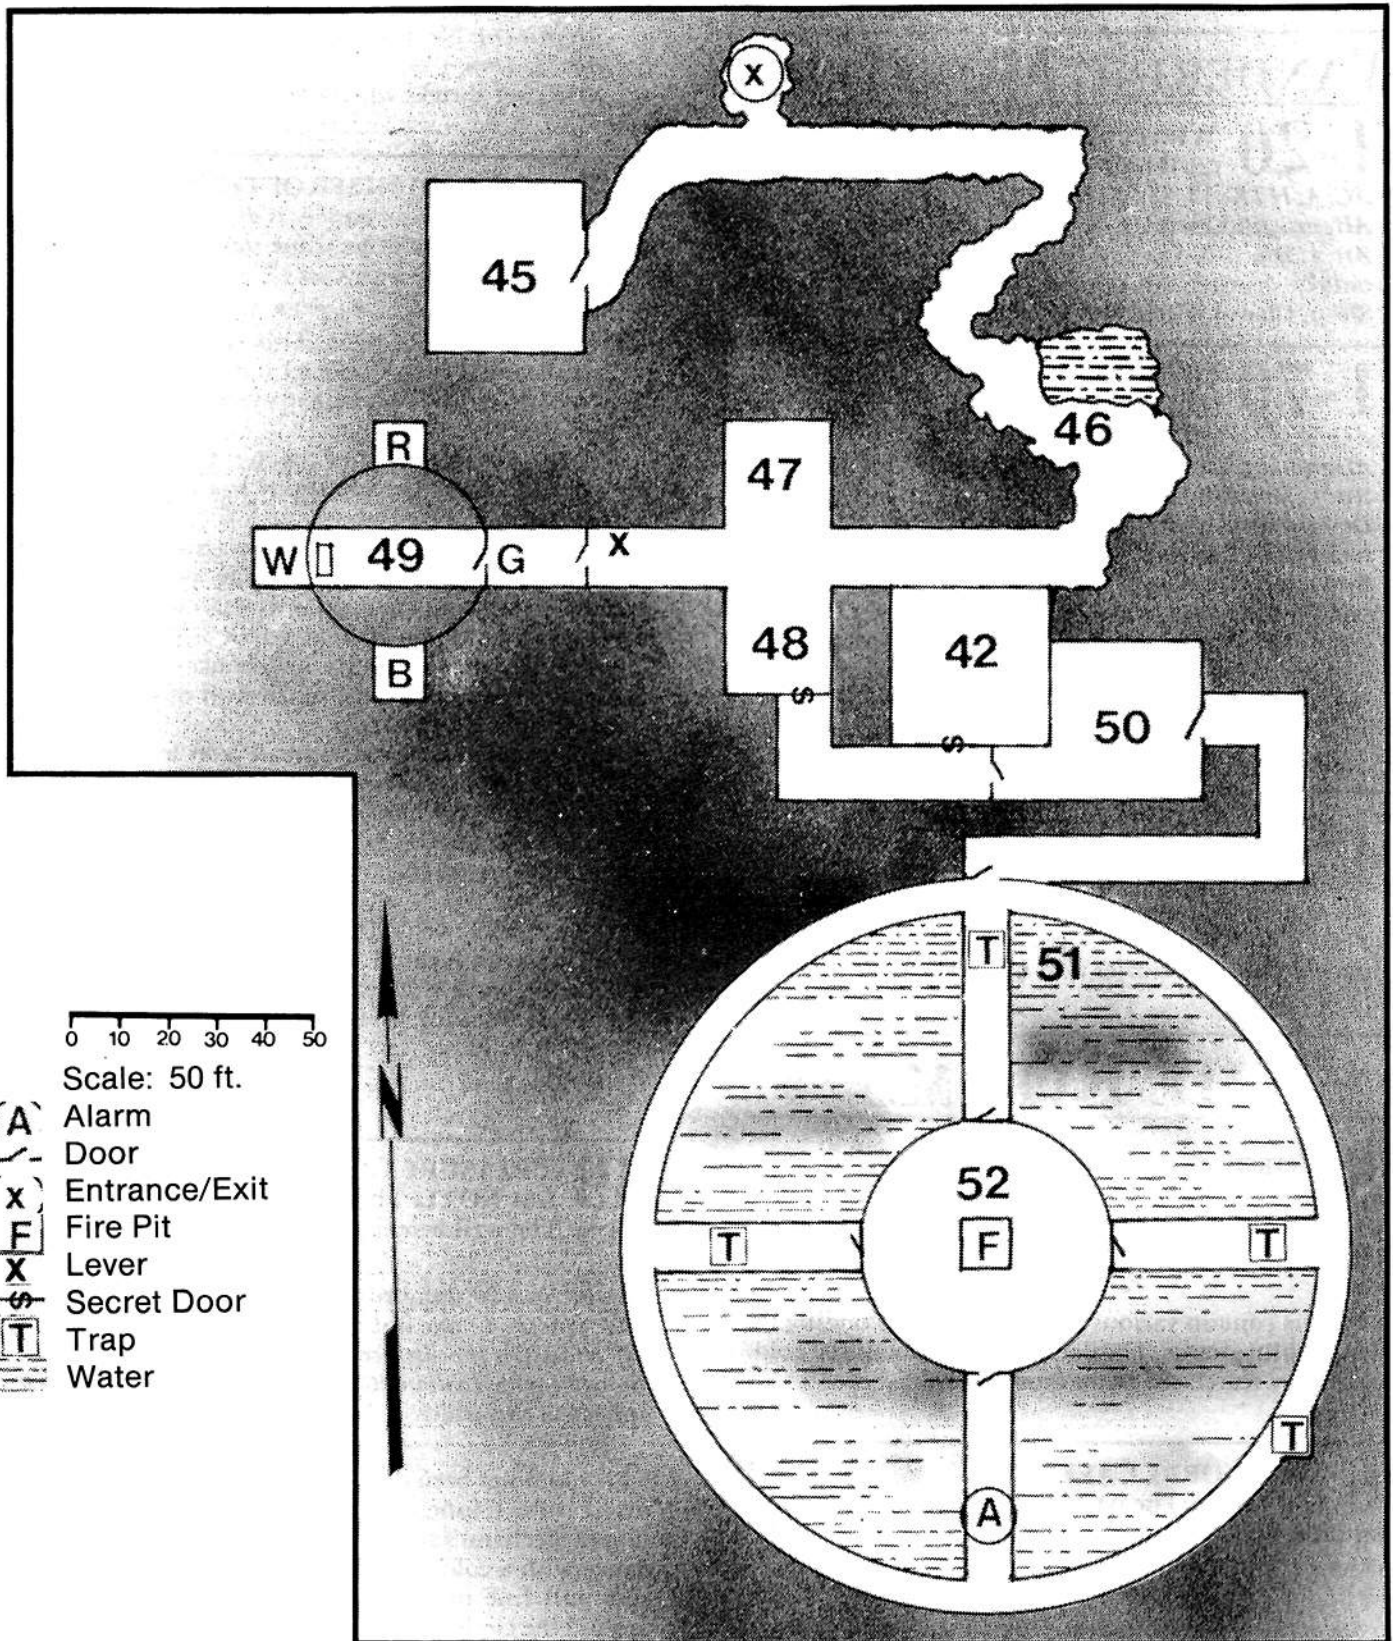 X
45
46
R
47
W 49 G X
48
42
B
50
T
51
0 10 20 30 40 50
Scale: 50 ft.
A Alarm
Door
X Entrance/Exit
F Fire Pit
X Lever
S Secret Door
T Trap
Water
N
52
T F T
T
A